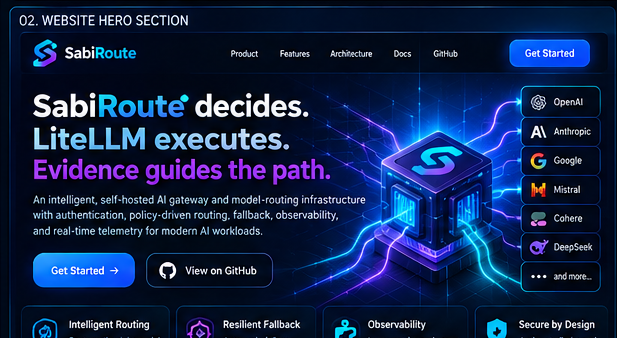 02. WEBSITE HERO SECTION
SabiRoute
Product
Features
Architecture
Docs
GitHub
Get Started
SabiRoute decides.
LiteLLM executes.
Evidence guides the path.
An intelligent, self-hosted AI gateway and model-routing infrastructure
with authentication, policy-driven routing, fallback, observability,
and real-time telemetry for modern AI workloads.
Get Started →
View on GitHub
OpenAI
Anthropic
Google
Mistral
Cohere
DeepSeek
and more...
Intelligent Routing
Resilient Fallback
Observability
Secure by Design